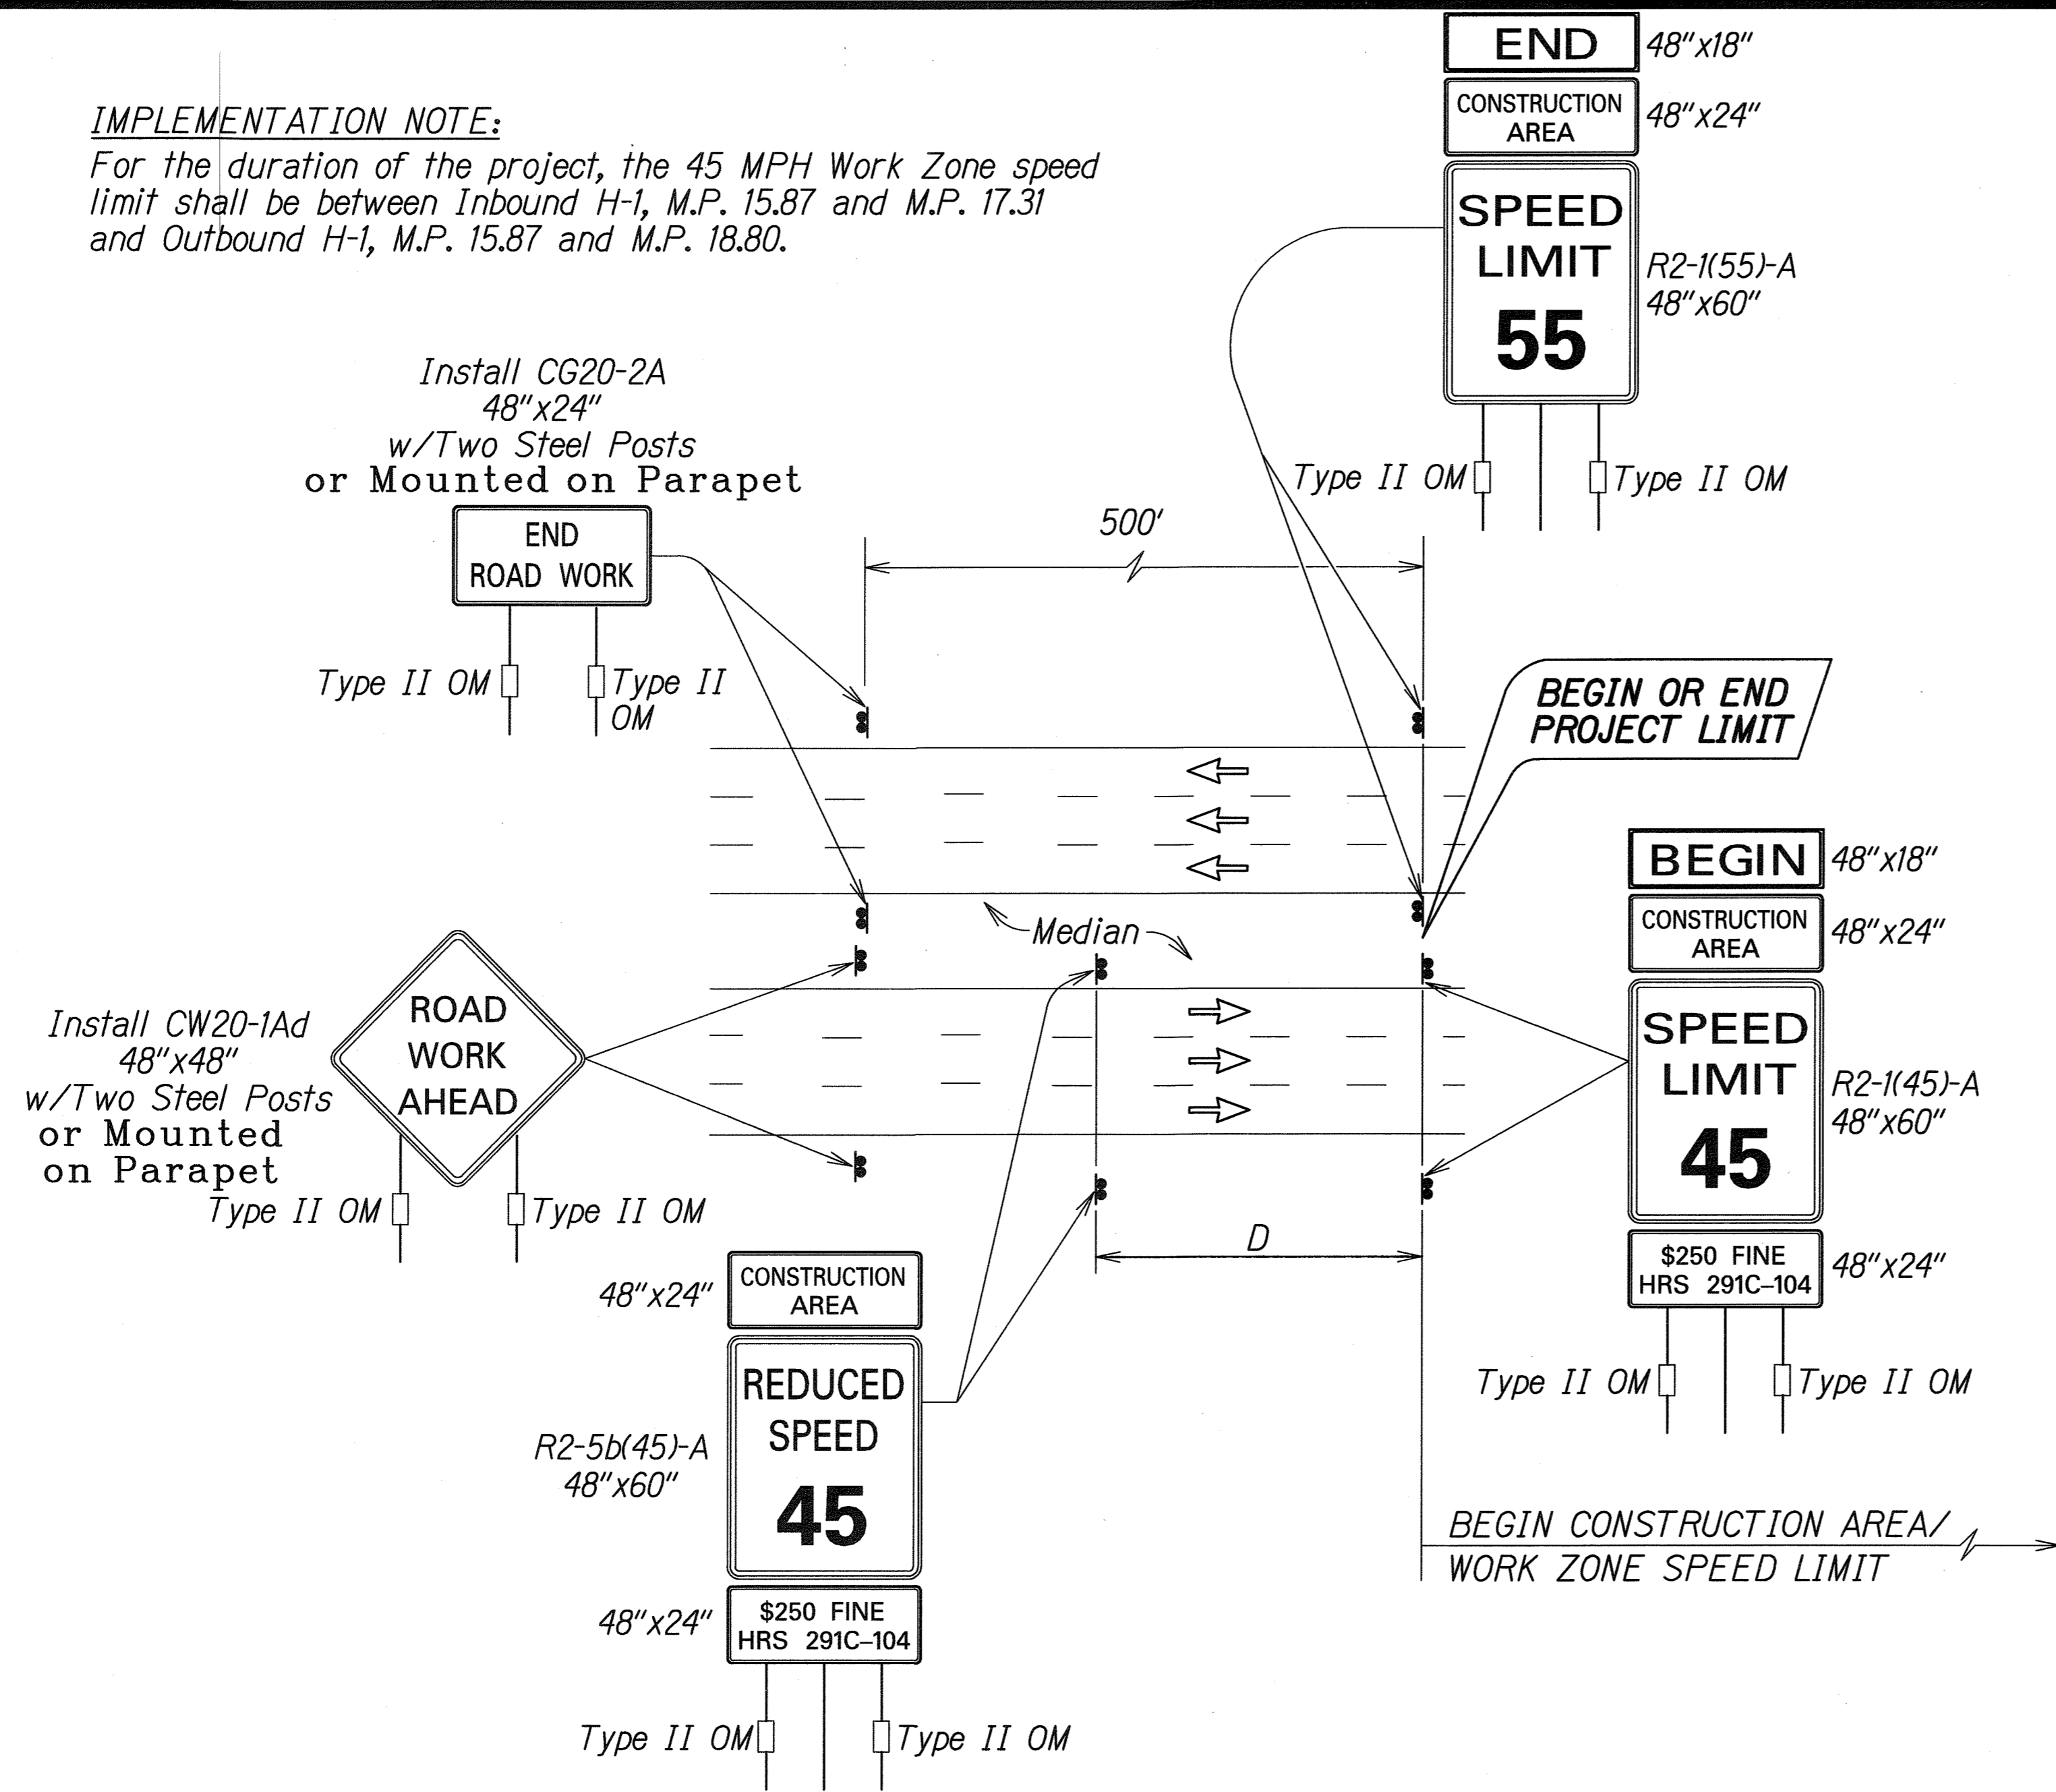 IMPLEMENTATION NOTE:
For the duration of the project, the 45 MPH Work Zone speed
limit shall be between Inbound H-1, M.P. 15.87 and M.P. 17.31
and Outbound H-1, M.P. 15.87 and M.P. 18.80.
END
48"x18"
CONSTRUCTION
AREA
48"x24"
SPEED
LIMIT
55
R2-1(55)-A
48"x60"
Type II OM
Type II OM
Install CG20-2A
48"x24"
w/Two Steel Posts
or Mounted on Parapet
END
ROAD WORK
Type II OM
Type II
OM
500'
BEGIN OR END
PROJECT LIMIT
Median
BEGIN
48"x18"
CONSTRUCTION
AREA
48"x24"
SPEED
LIMIT
45
R2-1(45)-A
48"x60"
$250 FINE
HRS 291C-104
48"x24"
Type II OM
Type II OM
Install CW20-1Ad
48"x48"
w/Two Steel Posts
or Mounted
on Parapet
ROAD
WORK
AHEAD
Type II OM
Type II OM
D
CONSTRUCTION
AREA
48"x24"
REDUCED
SPEED
45
R2-5b(45)-A
48"x60"
$250 FINE
HRS 291C-104
48"x24"
Type II OM
Type II OM
BEGIN CONSTRUCTION AREA/
WORK ZONE SPEED LIMIT